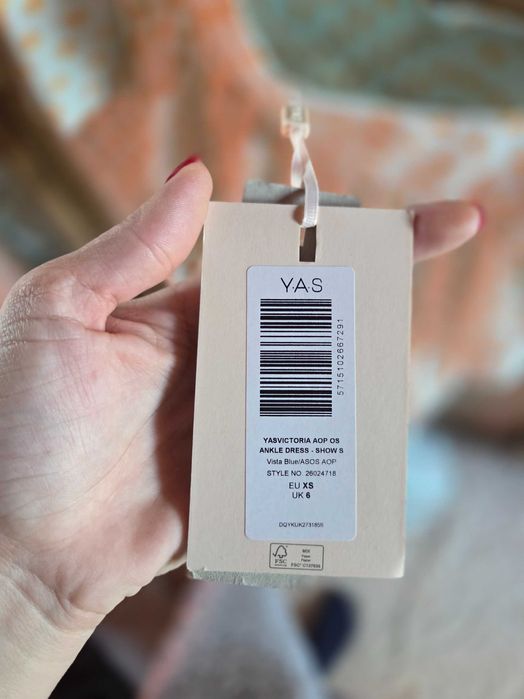 Y.A.S
5715102667291
YASVICTORIA AOP OS
ANKLE DRESS - SHOW S
Vista Blue/ASOS AOP
STYLE NO. 26024718
EU XS
UK 6
FSC
MIX